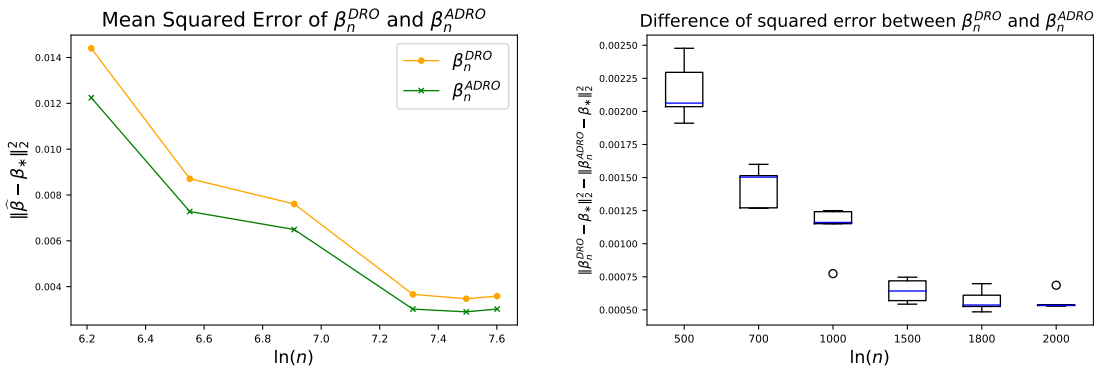 Mean Squared Error of β_n^{DRO} and β_n^{ADRO}
‖β̂ − β_*‖_2^2
0.014
0.012
0.010
0.008
0.006
0.004
β_n^{DRO}
β_n^{ADRO}
6.2 6.4 6.6 6.8 7.0 7.2 7.4 7.6
ln(n)
Difference of squared error between β_n^{DRO} and β_n^{ADRO}
‖β_n^{DRO} − β_*‖_2^2 − ‖β_n^{ADRO} − β_*‖_2^2
0.00250
0.00225
0.00200
0.00175
0.00150
0.00125
0.00100
0.00075
0.00050
500 700 1000 1500 1800 2000
ln(n)